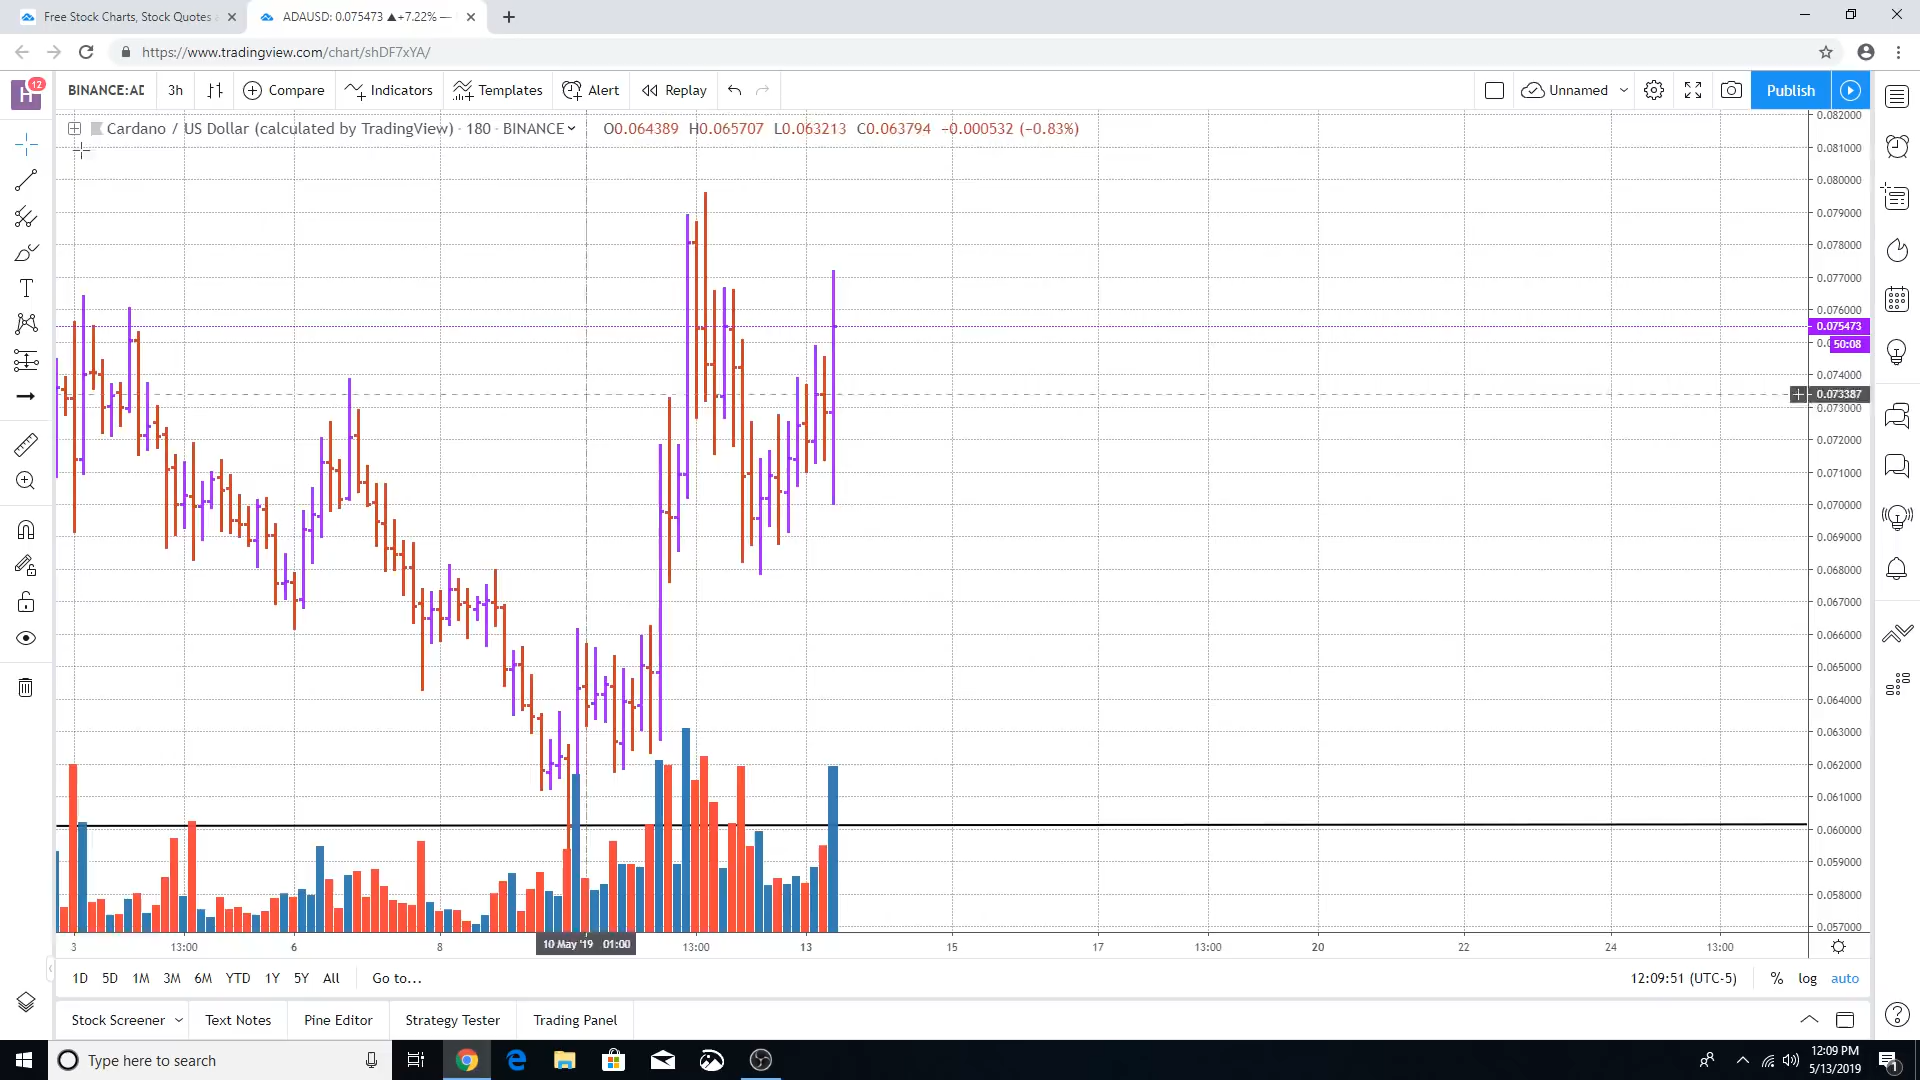 Free Stock Charts, Stock Quotes
ADAUSD: 0.075473 ▲+7.22% —
https://www.tradingview.com/chart/shDF7xYA/
H
12
BINANCE:AD
3h
Compare
Indicators
Templates
Alert
Replay
Unnamed
Publish
Cardano / US Dollar (calculated by TradingView) · 180 · BINANCE
O0.064389 H0.065707 L0.063213 C0.063794 −0.000532 (−0.83%)
0.082000
0.081000
0.080000
0.079000
0.078000
0.077000
0.076000
0.075473
50:08
0.074000
0.073387
0.073000
0.072000
0.071000
0.070000
0.069000
0.068000
0.067000
0.066000
0.065000
0.064000
0.063000
0.062000
0.061000
0.060000
0.059000
0.058000
0.057000
3 13:00 6 8 10 May '19 01:00 13:00 13 15 17 13:00 20 22 24 13:00
1D 5D 1M 3M 6M YTD 1Y 5Y All Go to...
12:09:51 (UTC-5) % log auto
Stock Screener Text Notes Pine Editor Strategy Tester Trading Panel
Type here to search
12:09 PM
5/13/2019
1